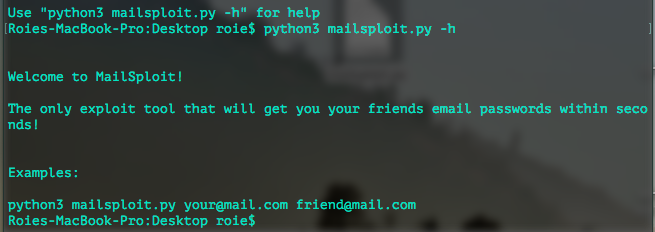 Use "python3 mailsploit.py -h" for help
[Roies-MacBook-Pro:Desktop roie$ python3 mailsploit.py -h ]
Welcome to MailSploit!
The only exploit tool that will get you your friends email passwords within seco
nds!
Examples:
python3 mailsploit.py your@mail.com friend@mail.com
Roies-MacBook-Pro:Desktop roie$